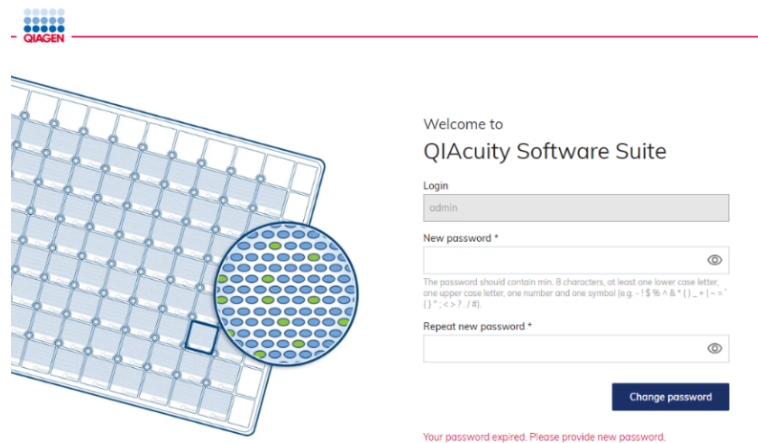 QIAGEN
Welcome to
QIAcuity Software Suite
Login
admin
New password *
The password should contain min. 8 characters, at least one lower case letter,
one upper case letter, one number and one symbol (e.g. - ! $ % ^ & * ( ) _ + | ~ = `
{ } " ; < > ? . / #).
Repeat new password *
Change password
Your password expired. Please provide new password.